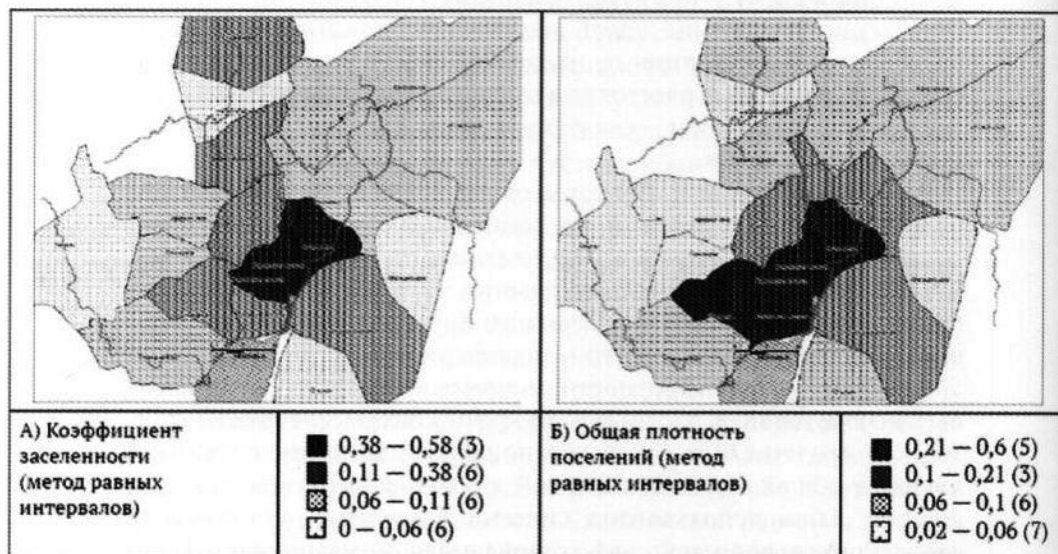 А) Коэффициент
заселенности
(метод равных
интервалов)
0,38 — 0,58 (3)
0,11 — 0,38 (6)
0,06 — 0,11 (6)
0 — 0,06 (6)
Б) Общая плотность
поселений (метод
равных интервалов)
0,21 — 0,6 (5)
0,1 — 0,21 (3)
0,06 — 0,1 (6)
0,02 — 0,06 (7)